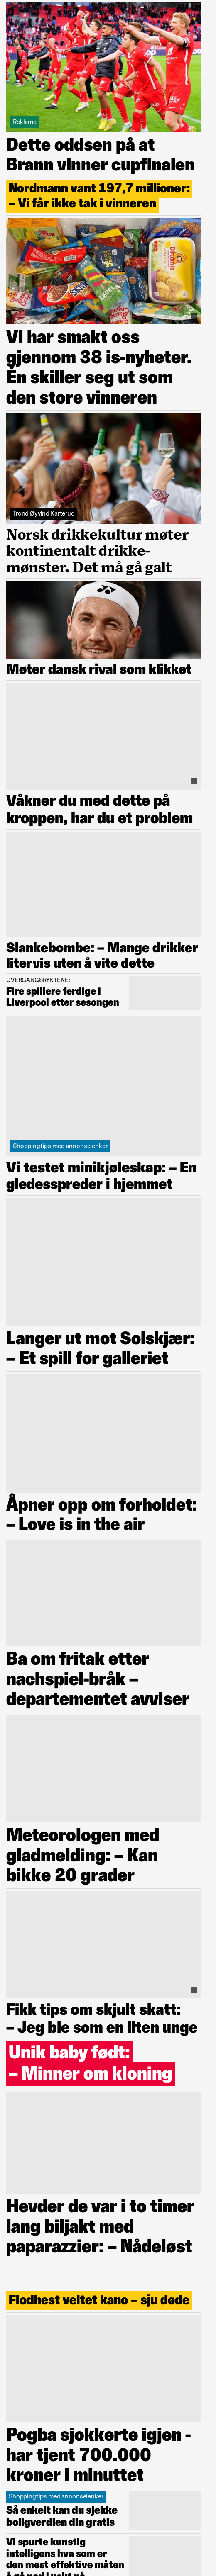 Reklame
Dette oddsen på at
Brann vinner cupfinalen
Nordmann vant 197,7 millioner:
– Vi får ikke tak i vinneren
Vi har smakt oss
gjennom 38 is-nyheter.
Én skiller seg ut som
den store vinneren
Trond Øyvind Karterud
Norsk drikkekultur møter
kontinentalt drikke-
mønster. Det må gå galt
Møter dansk rival som klikket
Våkner du med dette på
kroppen, har du et problem
Slankebombe: – Mange drikker
litervis uten å vite dette
OVERGANGSRYKTENE:
Fire spillere ferdige i
Liverpool etter sesongen
Shoppingtips med annonselenker
Vi testet minikjøleskap: – En
gledesspreder i hjemmet
Langer ut mot Solskjær:
– Et spill for galleriet
Åpner opp om forholdet:
– Love is in the air
Ba om fritak etter
nachspiel-bråk –
departementet avviser
Meteorologen med
gladmelding: – Kan
bikke 20 grader
Fikk tips om skjult skatt:
– Jeg ble som en liten unge
Unik baby født:
– Minner om kloning
Hevder de var i to timer
lang biljakt med
paparazzier: – Nådeløst
Flodhest veltet kano – sju døde
Pogba sjokkerte igjen -
har tjent 700.000
kroner i minuttet
Shoppingtips med annonselenker
Så enkelt kan du sjekke
boligverdien din gratis
Vi spurte kunstig
intelligens hva som er
den mest effektive måten
å gå ned i vekt på